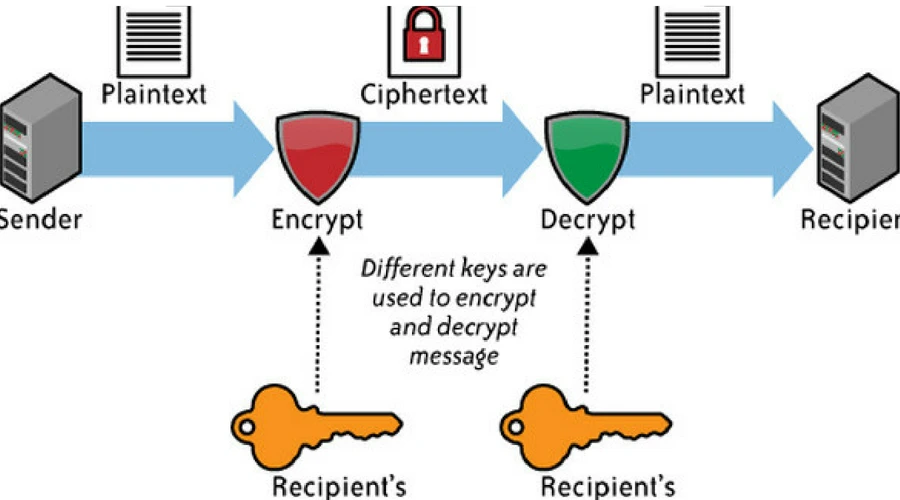 Plaintext
Ciphertext
Plaintext
Sender
Encrypt
Decrypt
Recipien
Different keys are
used to encrypt
and decrypt
message
Recipient's
Recipient's